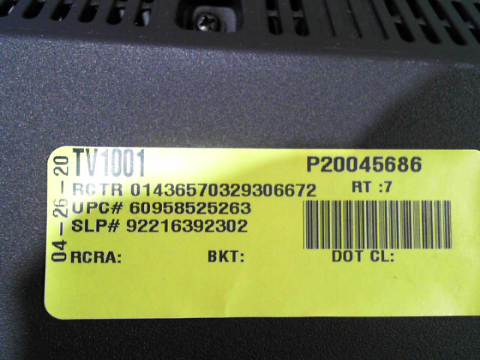 04-26-20
TV1001 P20045686
RCTR 01436570329306672 RT :7
UPC# 60958525263
SLP# 92216392302
RCRA: BKT: DOT CL: